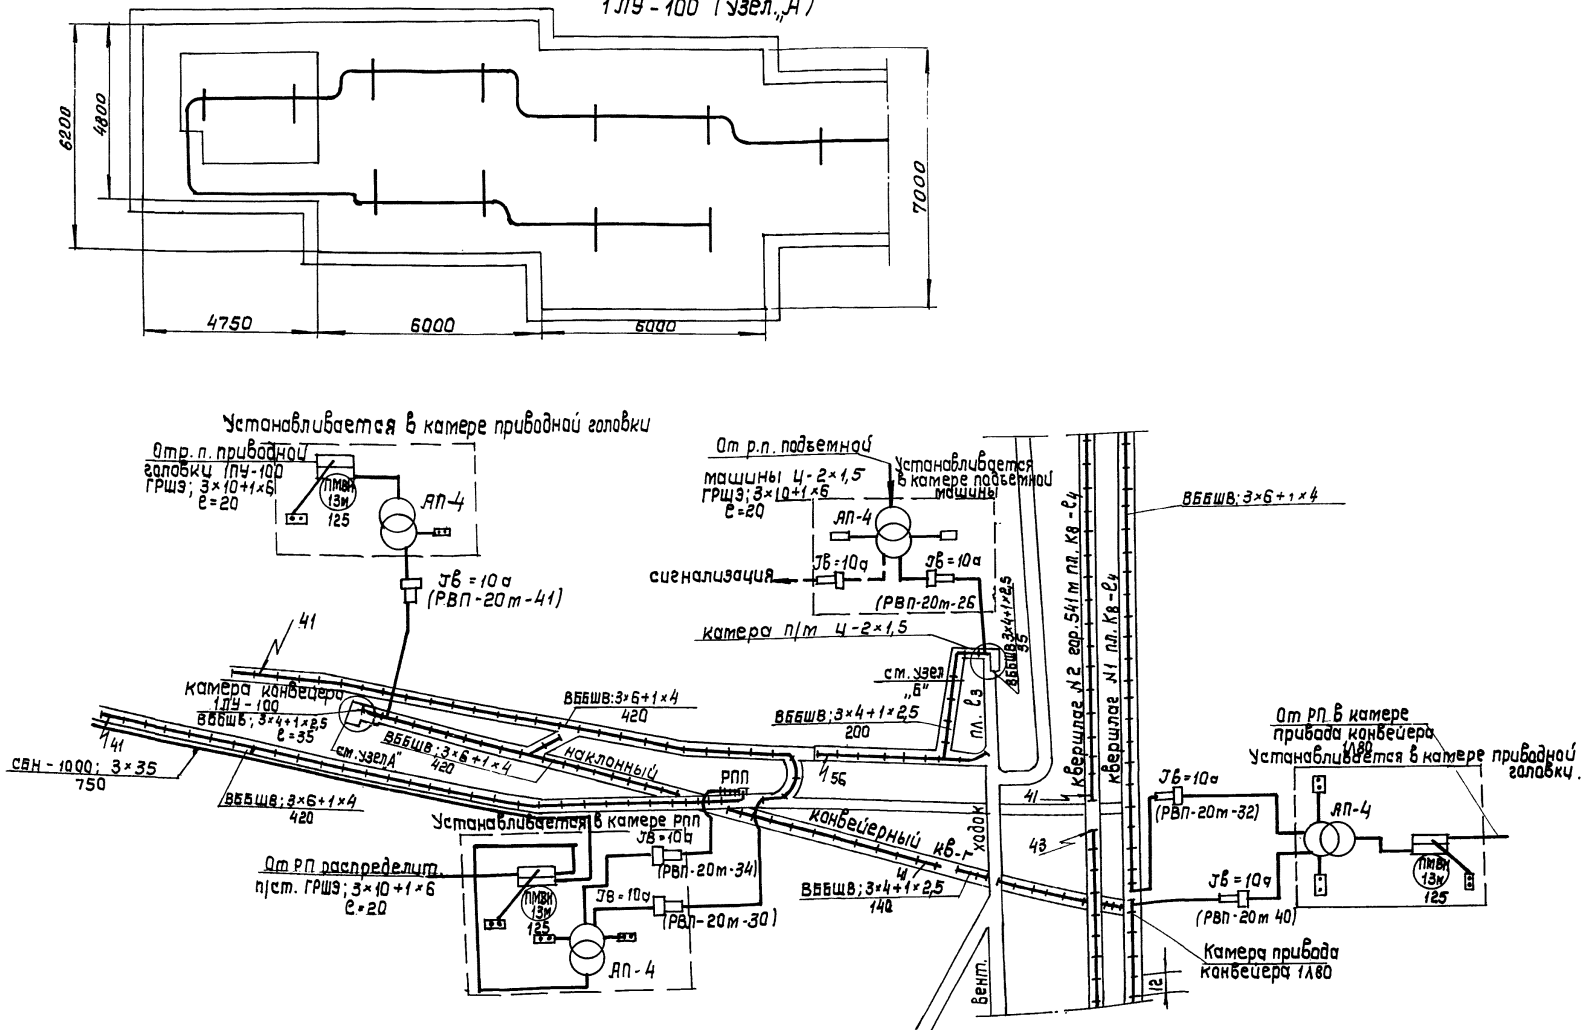 1ЛУ-100 (Узел „А")
6200
4800
7000
4750
6000
6000
Устанавливается в камере приводной головки
От р.п. приводной
головки 1ЛУ-100
ГРШЭ; 3×10+1×6
ℓ=20
ПМВИ
13м
125
АП-4
Jв=10а
(РВП-20м-41)
От р.п. подъемной
машины Ц-2×1,5
ГРШЭ; 3×10+1×6
ℓ=20
Устанавливается
в камере подъемной
машины
АП-4
Jв=10а
Jв=10а
сигнализация
(РВП-20м-26
камера п/м Ц-2×1,5
ВББШВ 3×4+1×2,5
35
ст. узел
„Б"
пл. ℓ3
ВББШВ; 3×4+1×2,5
200
56
квершлаг N2 гор. 541м пл. Кв-ℓ4
квершлаг N1 пл. Кв-ℓ4
ВББШВ; 3×6+1×4
41
камера конвейера
1ЛУ-100
ВББШВ; 3×4+1×2,5
ℓ=35
ВББШВ: 3×6+1×4
420
ВББШВ; 3×6+1×4
420
см. узел А"
наклонный
41
СБН-1000; 3×35
750
ВББШВ; 3×6+1×4
420
РПП
Устанавливается в камере РПП
От РП распределит.
п/ст. ГРШЭ; 3×10+1×6
ℓ=20
ПМВИ
13м
125
Jв=10а
(РВП-20м-34)
Jв=10а
(РВП-20м-30)
АП-4
конвейерный кв-г
41
ВББШВ; 3×4+1×2,5
140
ходок
вент.
41
43
От РП в камере
привода конвейера
1Л80
Устанавливается в камере приводной
головки.
Jв=10а
(РВП-20м-32)
АП-4
ПМВИ
13м
125
Jв=10а
(РВП-20м 40)
Камера привода
конвейера 1Л80
12